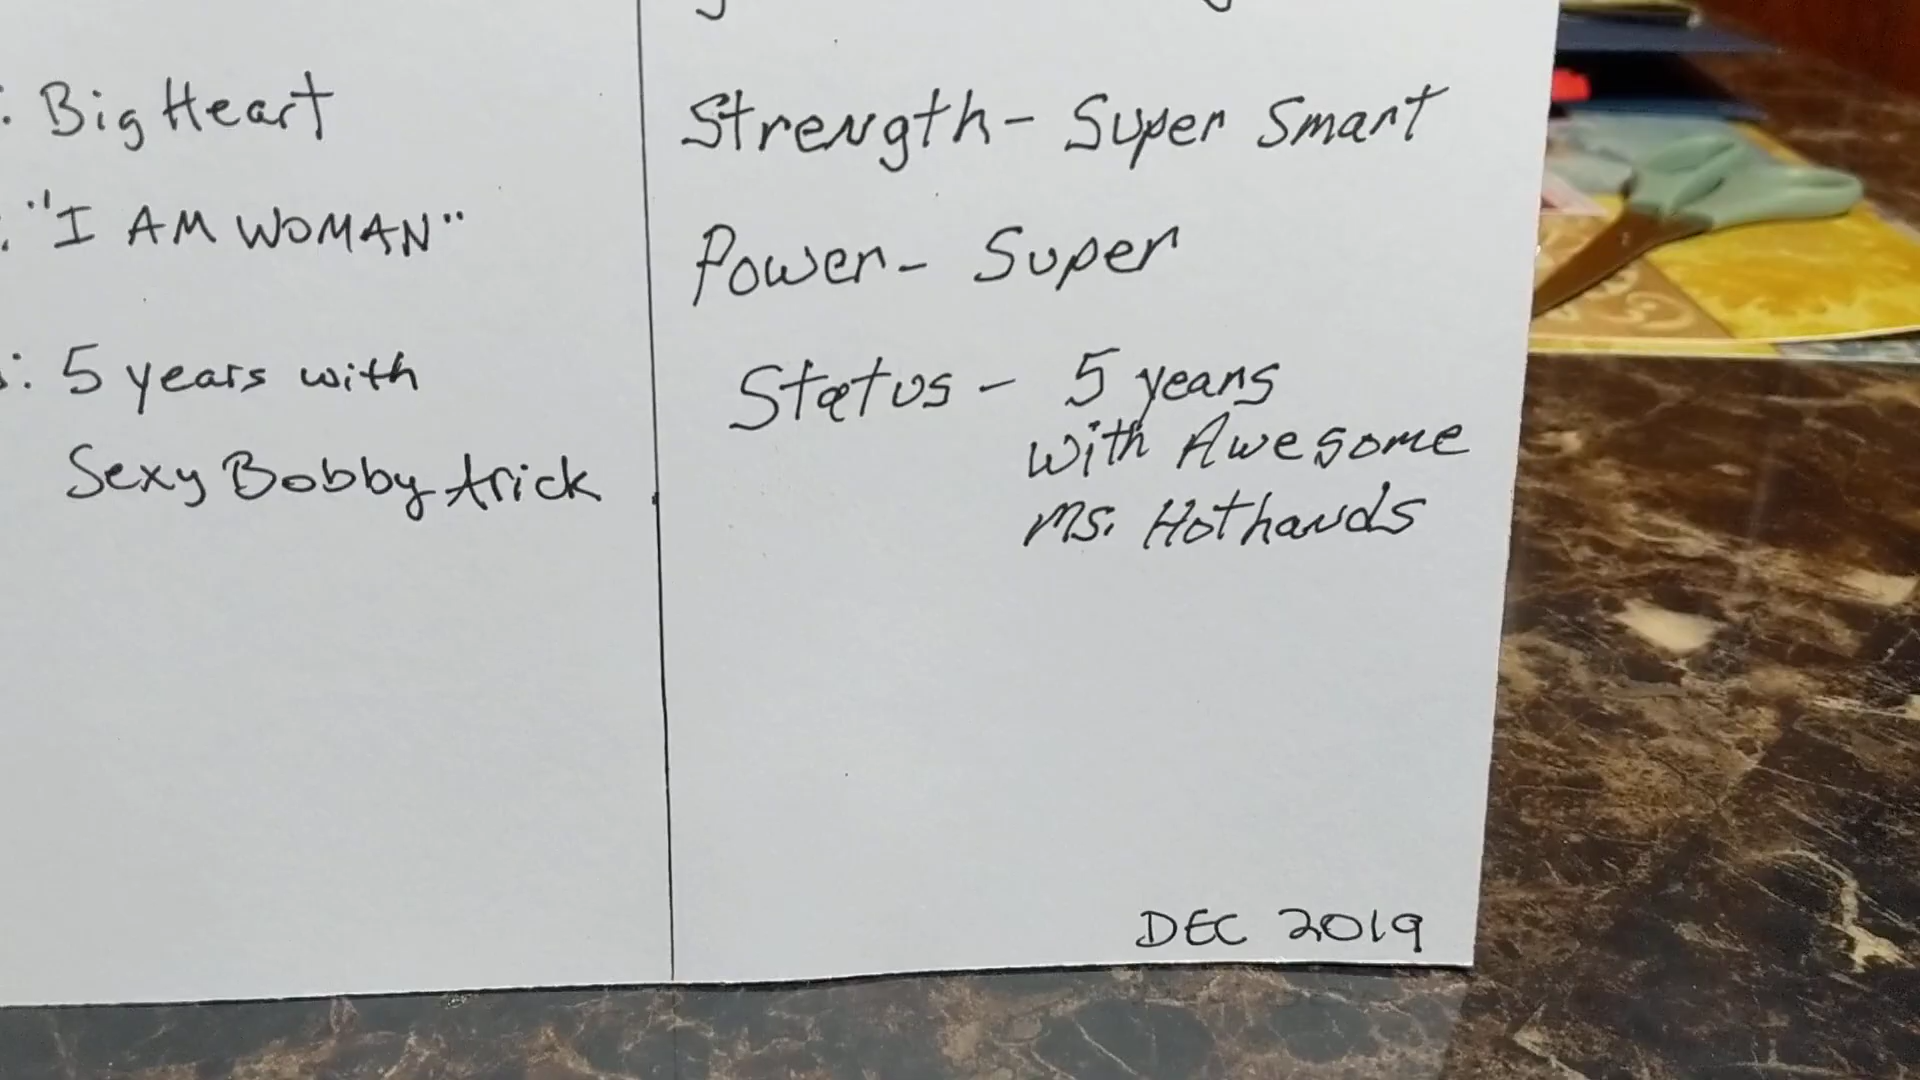 : Big Heart
: "I AM WOMAN"
: 5 years with
Sexy Bobby trick
Strength - Super Smart
Power - Super
Status - 5 years
with Awesome
Ms. Hothands
DEC 2019